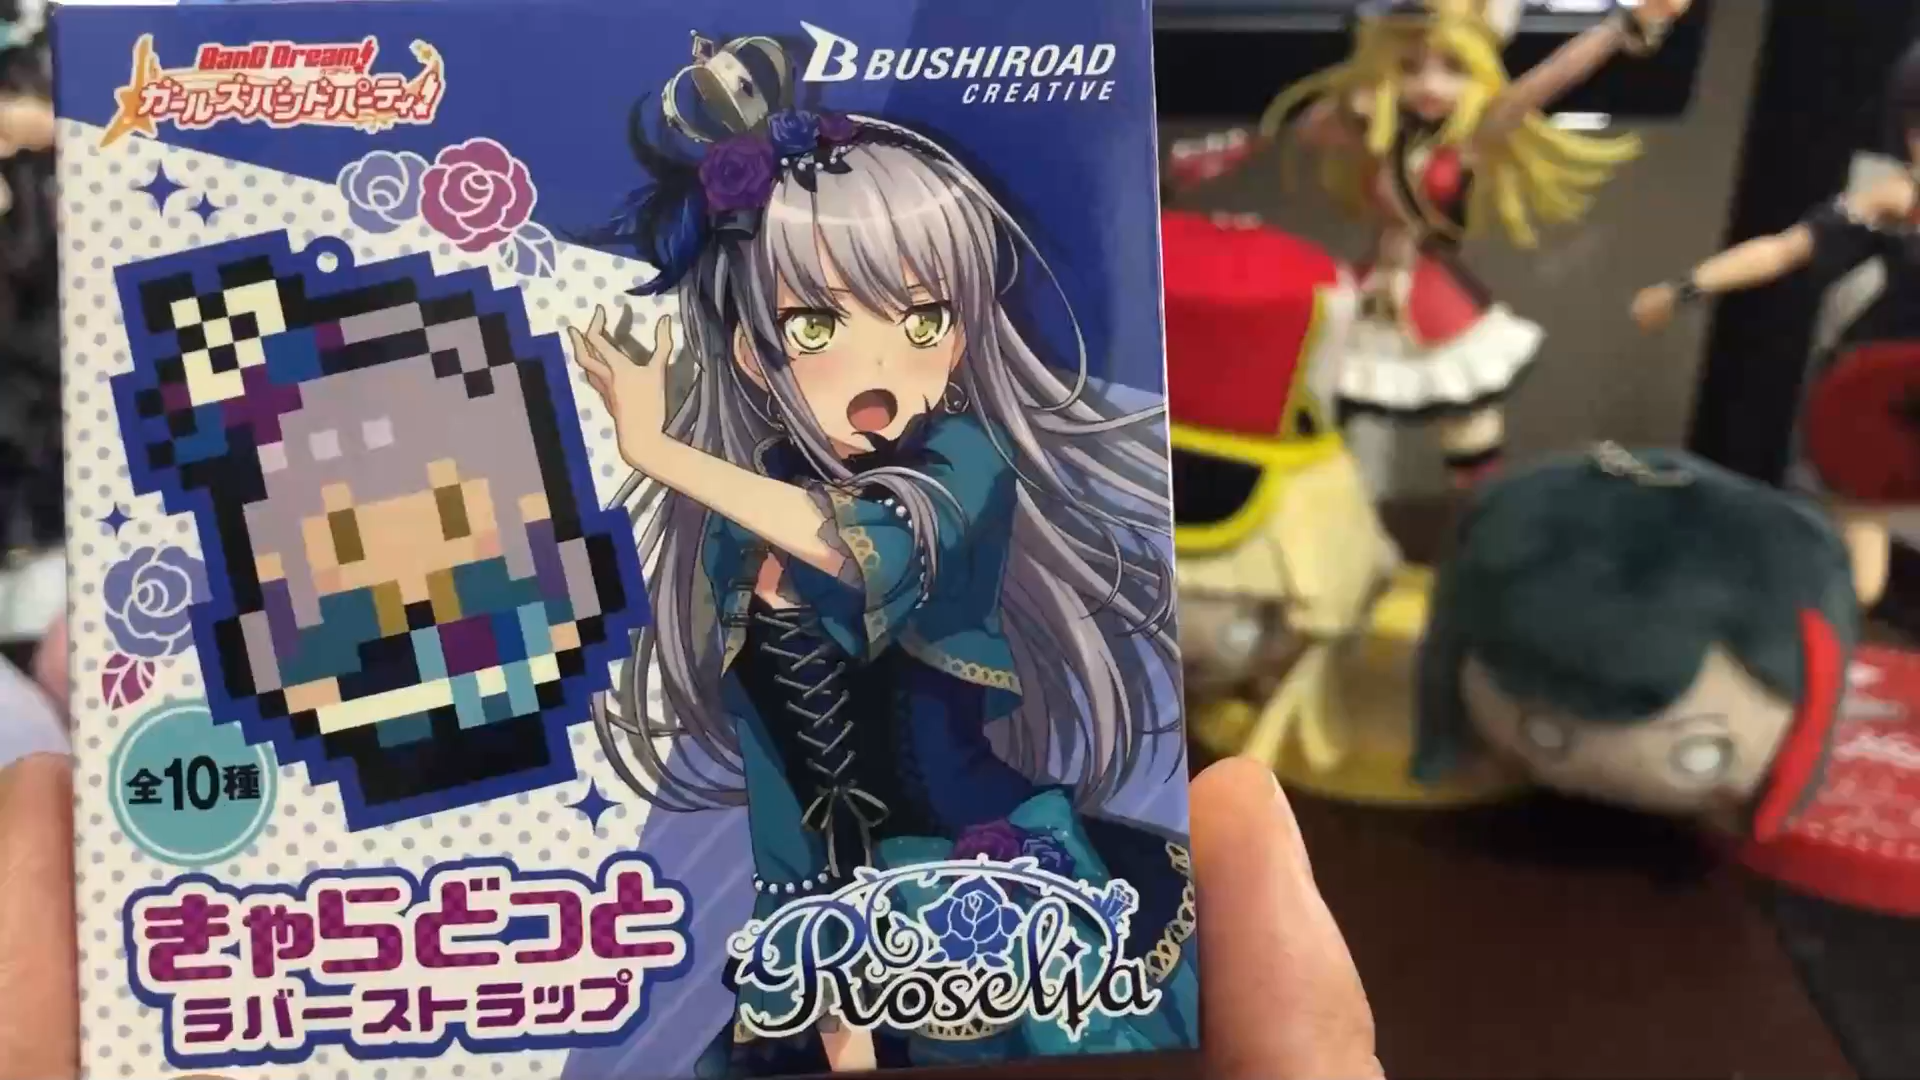 BanG Dream!
ガールズバンドパーティ!
BUSHIROAD
CREATIVE
全10種
きゃらどっと
ラバーストラップ
Roselia